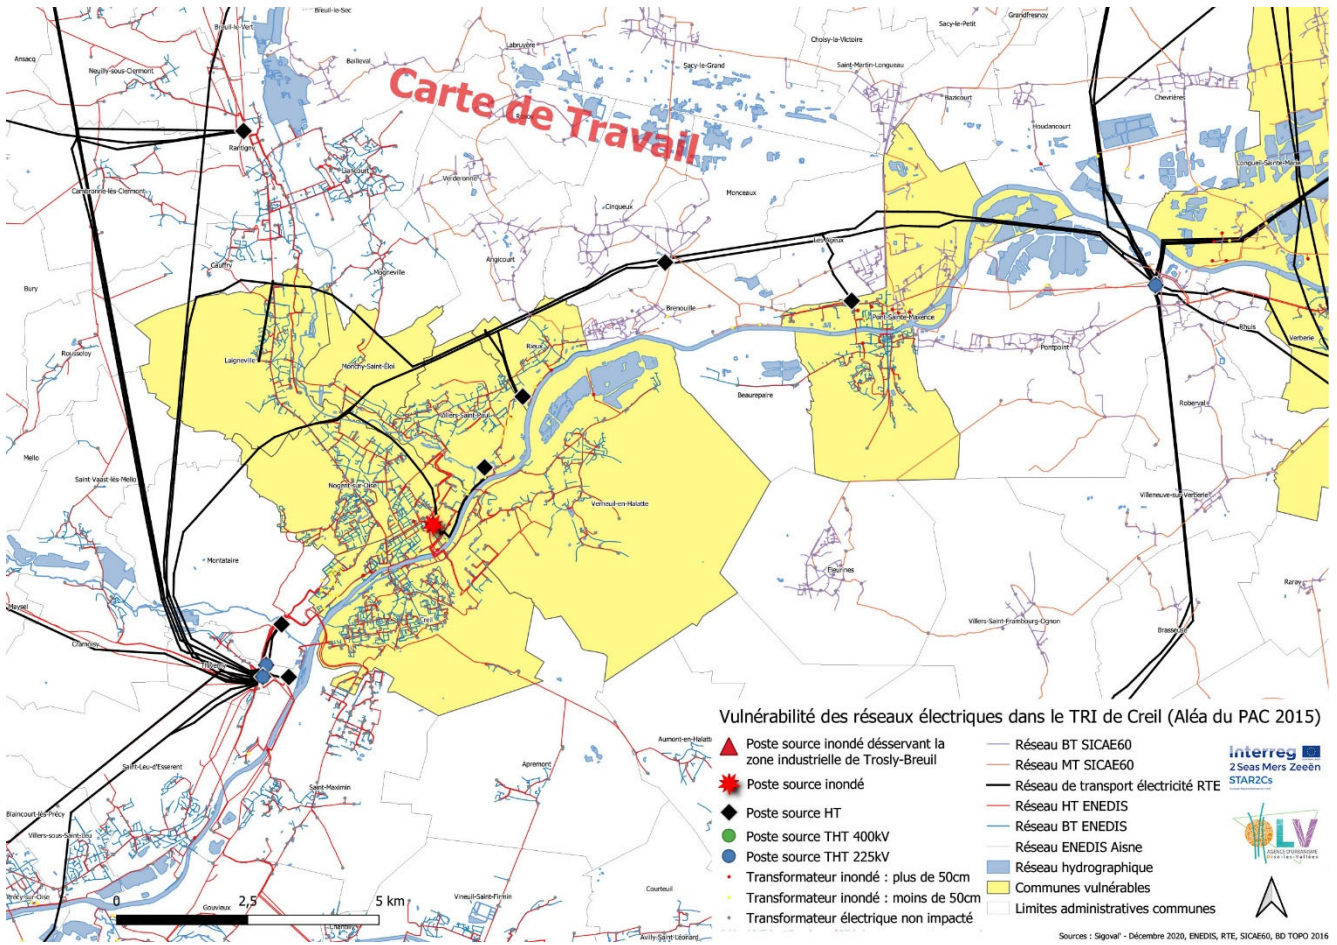 Breuil-le-Sec
Grandfresnoy
Sacy-le-Petit
Breuil-le-Vert
Choisy-la-Victoire
Labruyère
Ansacq
Bailleval
Sacy-le-Grand
Saint-Martin-Longueau
Neuilly-sous-Clermont
Carte de Travail
Bazicourt
Chevrières
Rosoy
Houdancourt
Rantigny
Longueil-Sainte-Marie
Liancourt
Verderonne
Cambronne-lès-Clermont
Monceaux
Cinqueux
Les Ageux
Angicourt
Cauffry
Mogneville
Bury
Brenouille
Pont-Sainte-Maxence
Rhuis
Verberie
Rieux
Pontpoint
Rousseloy
Laigneville
Monchy-Saint-Éloi
Beaurepaire
Roberval
Villers-Saint-Paul
Mello
Saint-Vaast-lès-Mello
Nogent-sur-Oise
Villeneuve-sur-Verberie
Verneuil-en-Halatte
Montataire
Fleurines
Raray
Maysel
Creil
Villers-Saint-Frambourg-Ognon
Brasseuse
Cramoisy
Thiverny
Aumont-en-Halatte
Saint-Leu-d'Esserent
Apremont
Saint-Maximin
Blaincourt-lès-Précy
Villers-sous-Saint-Leu
Précy-sur-Oise
Gouvieux
Vineuil-Saint-Firmin
Courteuil
Chantilly
Avilly-Saint-Léonard
0 2,5 5 km
Vulnérabilité des réseaux électriques dans le TRI de Creil (Aléa du PAC 2015)
Poste source inondé désservant la
zone industrielle de Trosly-Breuil
Poste source inondé
Poste source HT
Poste source THT 400kV
Poste source THT 225kV
Transformateur inondé : plus de 50cm
Transformateur inondé : moins de 50cm
Transformateur électrique non impacté
Réseau BT SICAE60
Réseau MT SICAE60
Réseau de transport électricité RTE
Réseau HT ENEDIS
Réseau BT ENEDIS
Réseau ENEDIS Aisne
Réseau hydrographique
Communes vulnérables
Limites administratives communes
Interreg
2 Seas Mers Zeeën
STAR2Cs
OLV
AGENCE D'URBANISME
Oise-les-Vallées
Sources : Sigoval' - Décembre 2020, ENEDIS, RTE, SICAE60, BD TOPO 2016